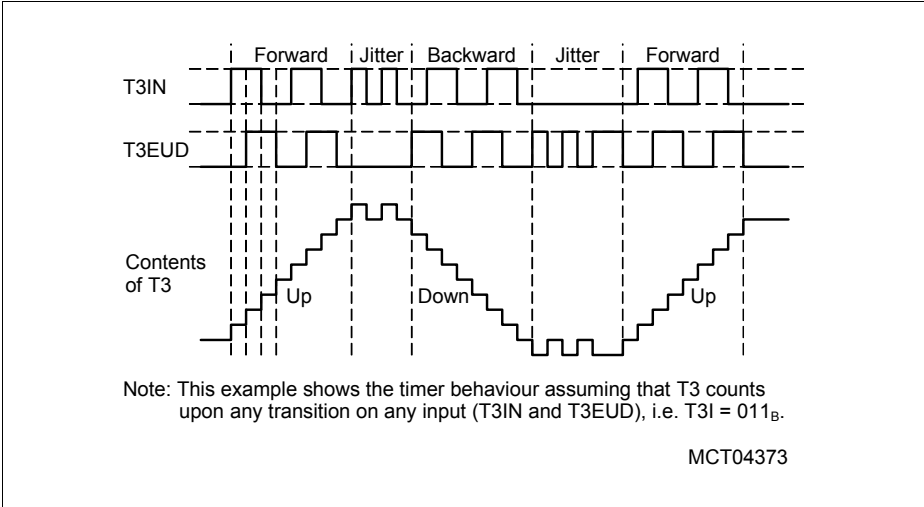 Forward Jitter Backward Jitter Forward
T3IN
T3EUD
Contents
of T3
Up Down Up
Note: This example shows the timer behaviour assuming that T3 counts
upon any transition on any input (T3IN and T3EUD), i.e. T3I = 011B.
MCT04373